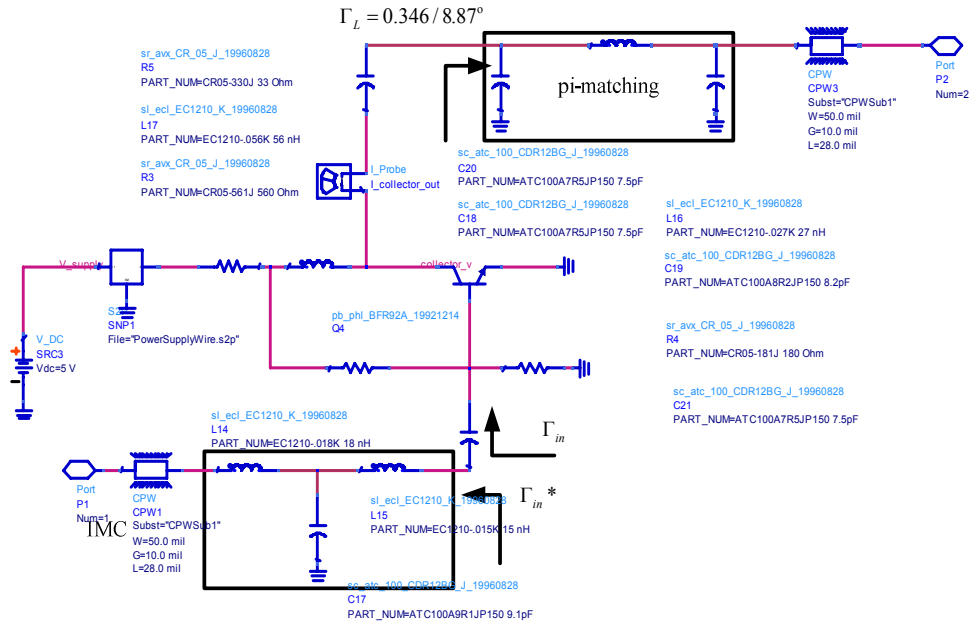 Γ_L = 0.346 / 8.87°
sr_avx_CR_05_J_19960828
R5
PART_NUM=CR05-330J 33 Ohm
sl_ecl_EC1210_K_19960828
L17
PART_NUM=EC1210-.056K 56 nH
sr_avx_CR_05_J_19960828
R3
PART_NUM=CR05-561J 560 Ohm
pi-matching
CPW
CPW3
Subst="CPWSub1"
W=50.0 mil
G=10.0 mil
L=28.0 mil
Port
P2
Num=2
I_Probe
I_collector_out
sc_atc_100_CDR12BG_J_19960828
C20
PART_NUM=ATC100A7R5JP150 7.5pF
sc_atc_100_CDR12BG_J_19960828
C18
PART_NUM=ATC100A7R5JP150 7.5pF
sl_ecl_EC1210_K_19960828
L16
PART_NUM=EC1210-.027K 27 nH
sc_atc_100_CDR12BG_J_19960828
C19
PART_NUM=ATC100A8R2JP150 8.2pF
sr_avx_CR_05_J_19960828
R4
PART_NUM=CR05-181J 180 Ohm
sc_atc_100_CDR12BG_J_19960828
C21
PART_NUM=ATC100A7R5JP150 7.5pF
V_supply
collector_v
SNP1
File="PowerSupplyWire.s2p"
V_DC
SRC3
Vdc=5 V
pb_phl_BFR92A_19921214
Q4
sl_ecl_EC1210_K_19960828
L14
PART_NUM=EC1210-.018K 18 nH
Γ_in
Γ_in *
Port
P1
Num=1
IMC
CPW
CPW1
Subst="CPWSub1"
W=50.0 mil
G=10.0 mil
L=28.0 mil
sl_ecl_EC1210_K_19960828
L15
PART_NUM=EC1210-.015K 15 nH
sc_atc_100_CDR12BG_J_19960828
C17
PART_NUM=ATC100A9R1JP150 9.1pF